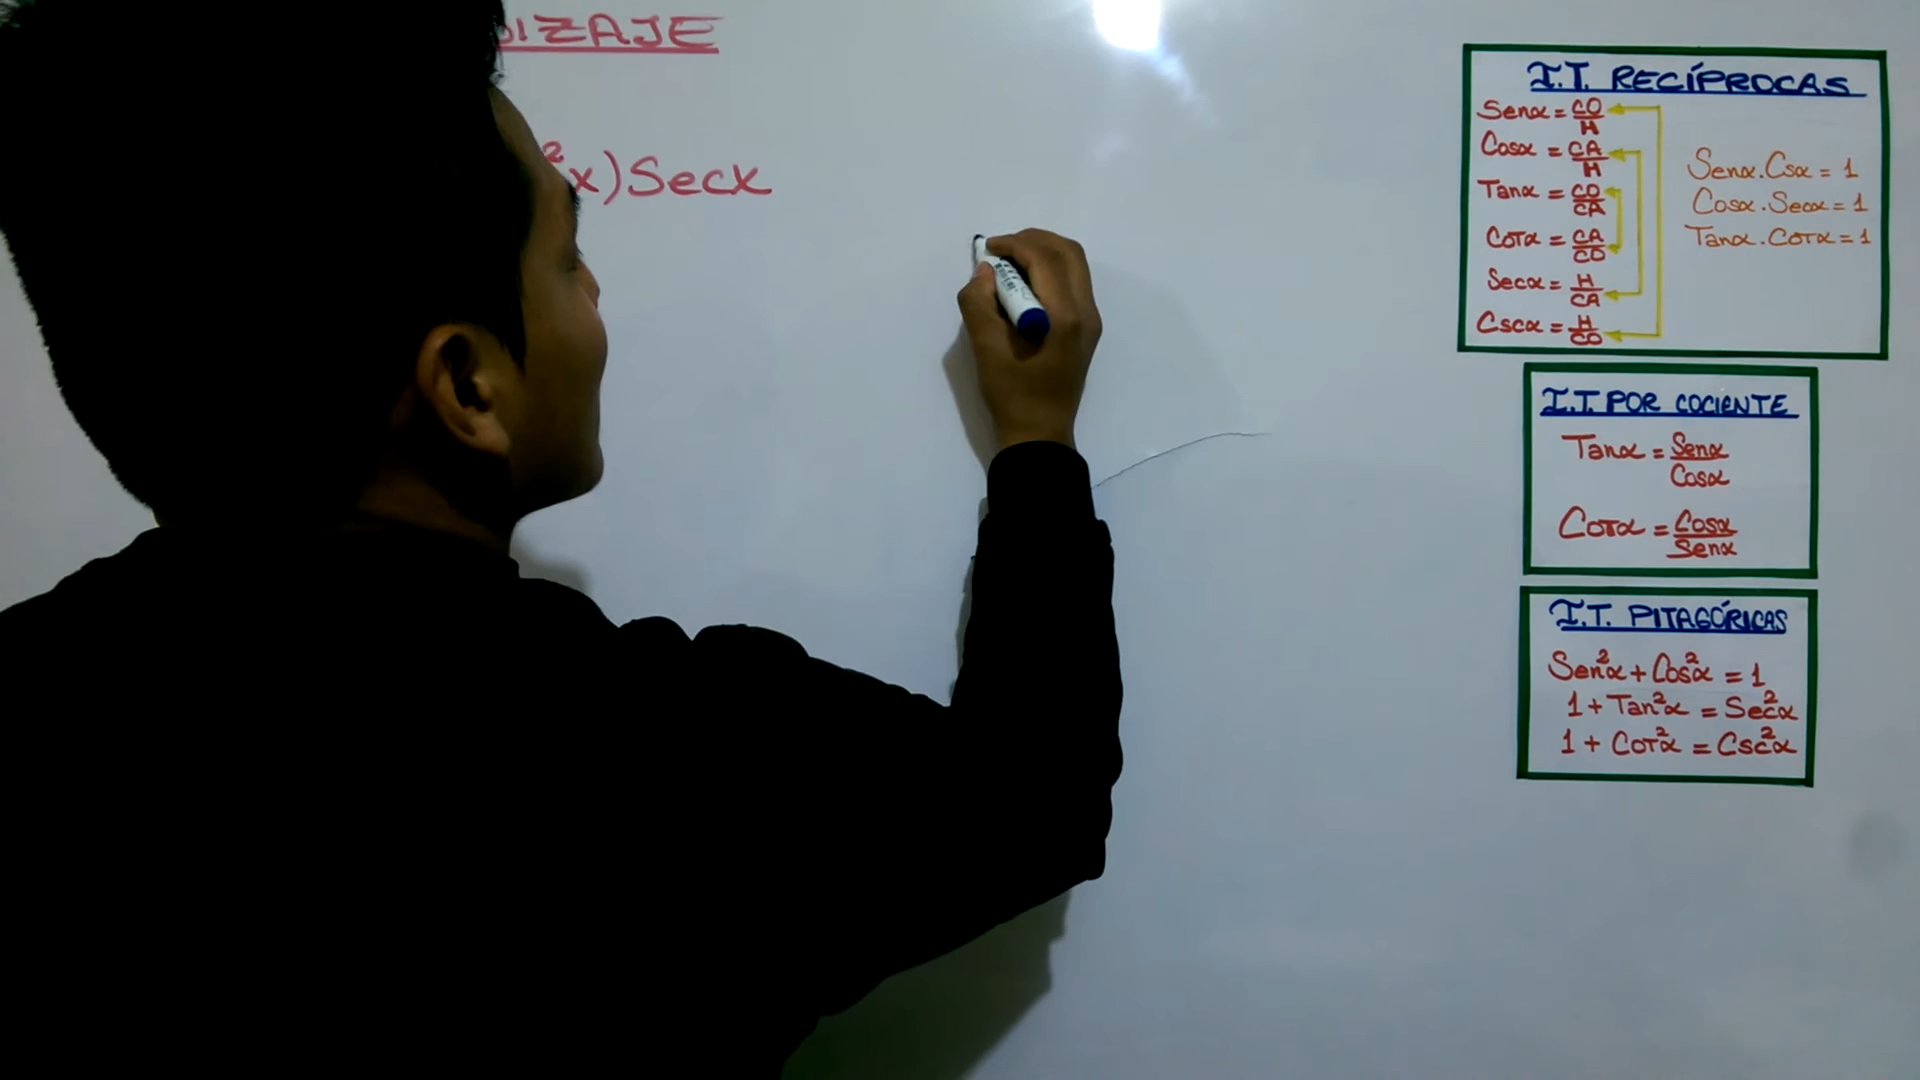 IZAJE
²x)Secx
I.T. RECÍPROCAS
Senα = CO/H
Cosα = CA/H
Tanα = CO/CA
Cotα = CA/CO
Secα = H/CA
Cscα = H/CO
Senα.Csα = 1
Cosα.Secα = 1
Tanα.Cotα = 1
I.T. POR COCIENTE
Tanα = Senα/Cosα
Cotα = Cosα/Senα
I.T. PITAGÓRICAS
Sen²α + Cos²α = 1
1 + Tan²α = Sec²α
1 + Cot²α = Csc²α